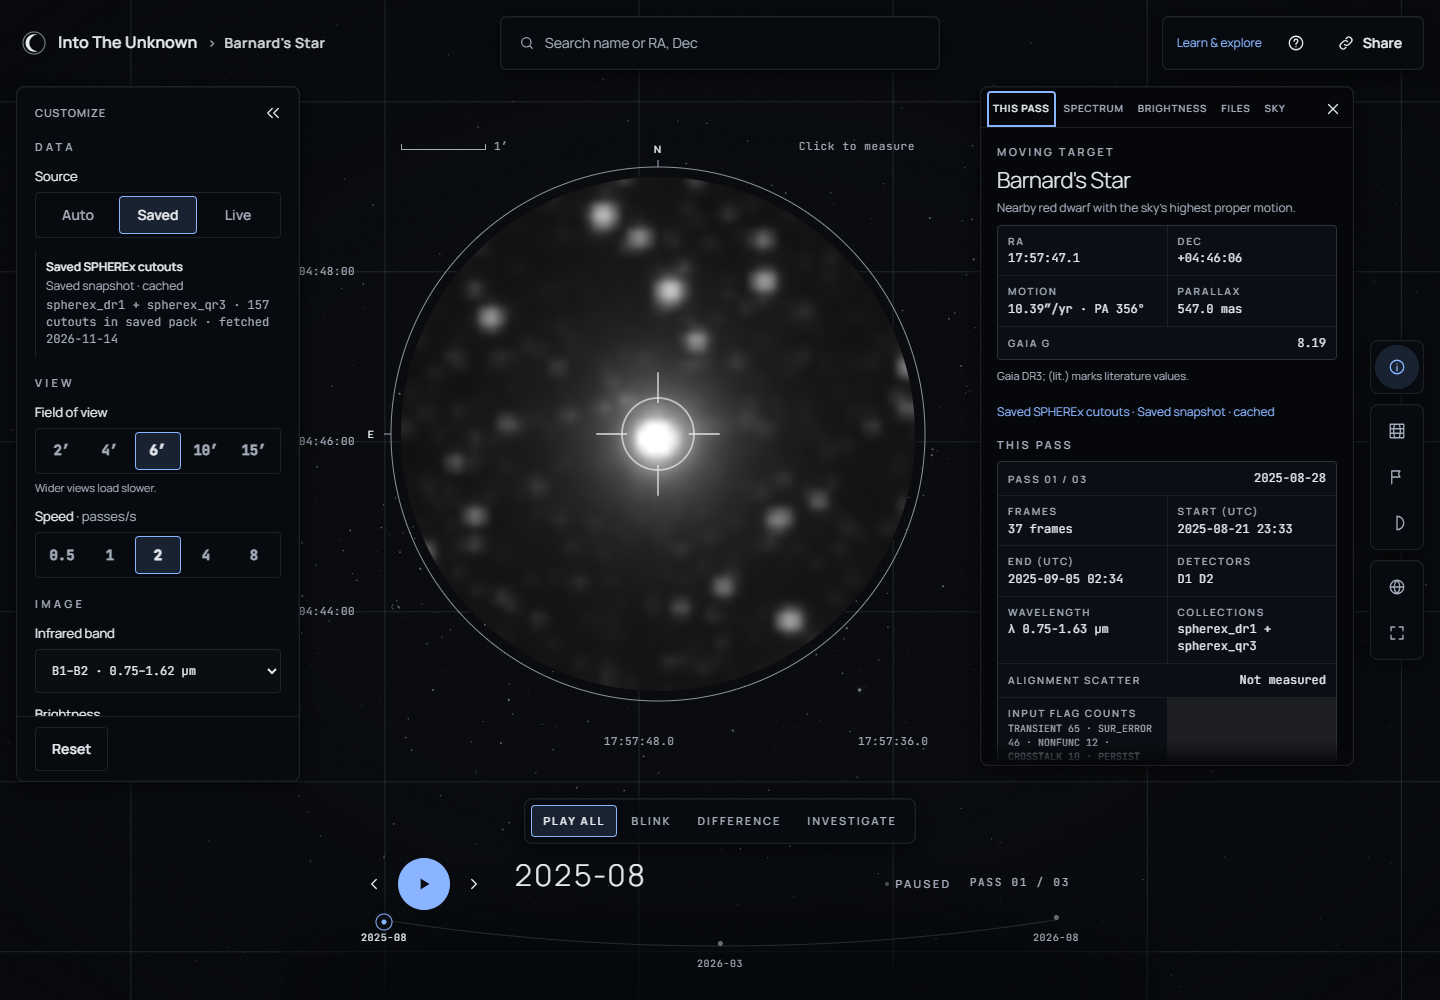 Into The Unknown › Barnard's Star
Search name or RA, Dec
Learn & explore
Share
CUSTOMIZE
DATA
Source
Auto Saved Live
Saved SPHEREx cutouts
Saved snapshot · cached
spherex_dr1 + spherex_qr3 · 157
cutouts in saved pack · fetched
2026-11-14
VIEW
Field of view
2′ 4′ 6′ 10′ 15′
Wider views load slower.
Speed · passes/s
0.5 1 2 4 8
IMAGE
Infrared band
B1–B2 · 0.75–1.62 µm
Brightness
Reset
1′
Click to measure
N
E
04:48:00
04:46:00
04:44:00
17:57:48.0
17:57:36.0
THIS PASS SPECTRUM BRIGHTNESS FILES SKY
MOVING TARGET
Barnard's Star
Nearby red dwarf with the sky's highest proper motion.
RA
17:57:47.1
DEC
+04:46:06
MOTION
10.39″/yr · PA 356°
PARALLAX
547.0 mas
GAIA G 8.19
Gaia DR3; (lit.) marks literature values.
Saved SPHEREx cutouts · Saved snapshot · cached
THIS PASS
PASS 01 / 03 2025-08-28
FRAMES
37 frames
START (UTC)
2025-08-21 23:33
END (UTC)
2025-09-05 02:34
DETECTORS
D1 D2
WAVELENGTH
λ 0.75-1.63 µm
COLLECTIONS
spherex_dr1 +
spherex_qr3
ALIGNMENT SCATTER Not measured
INPUT FLAG COUNTS
TRANSIENT 65 · SUR_ERROR
46 · NONFUNC 12 ·
CROSSTALK 10 · PERSIST
PLAY ALL BLINK DIFFERENCE INVESTIGATE
2025-08
PAUSED PASS 01 / 03
2025-08
2026-03
2026-08